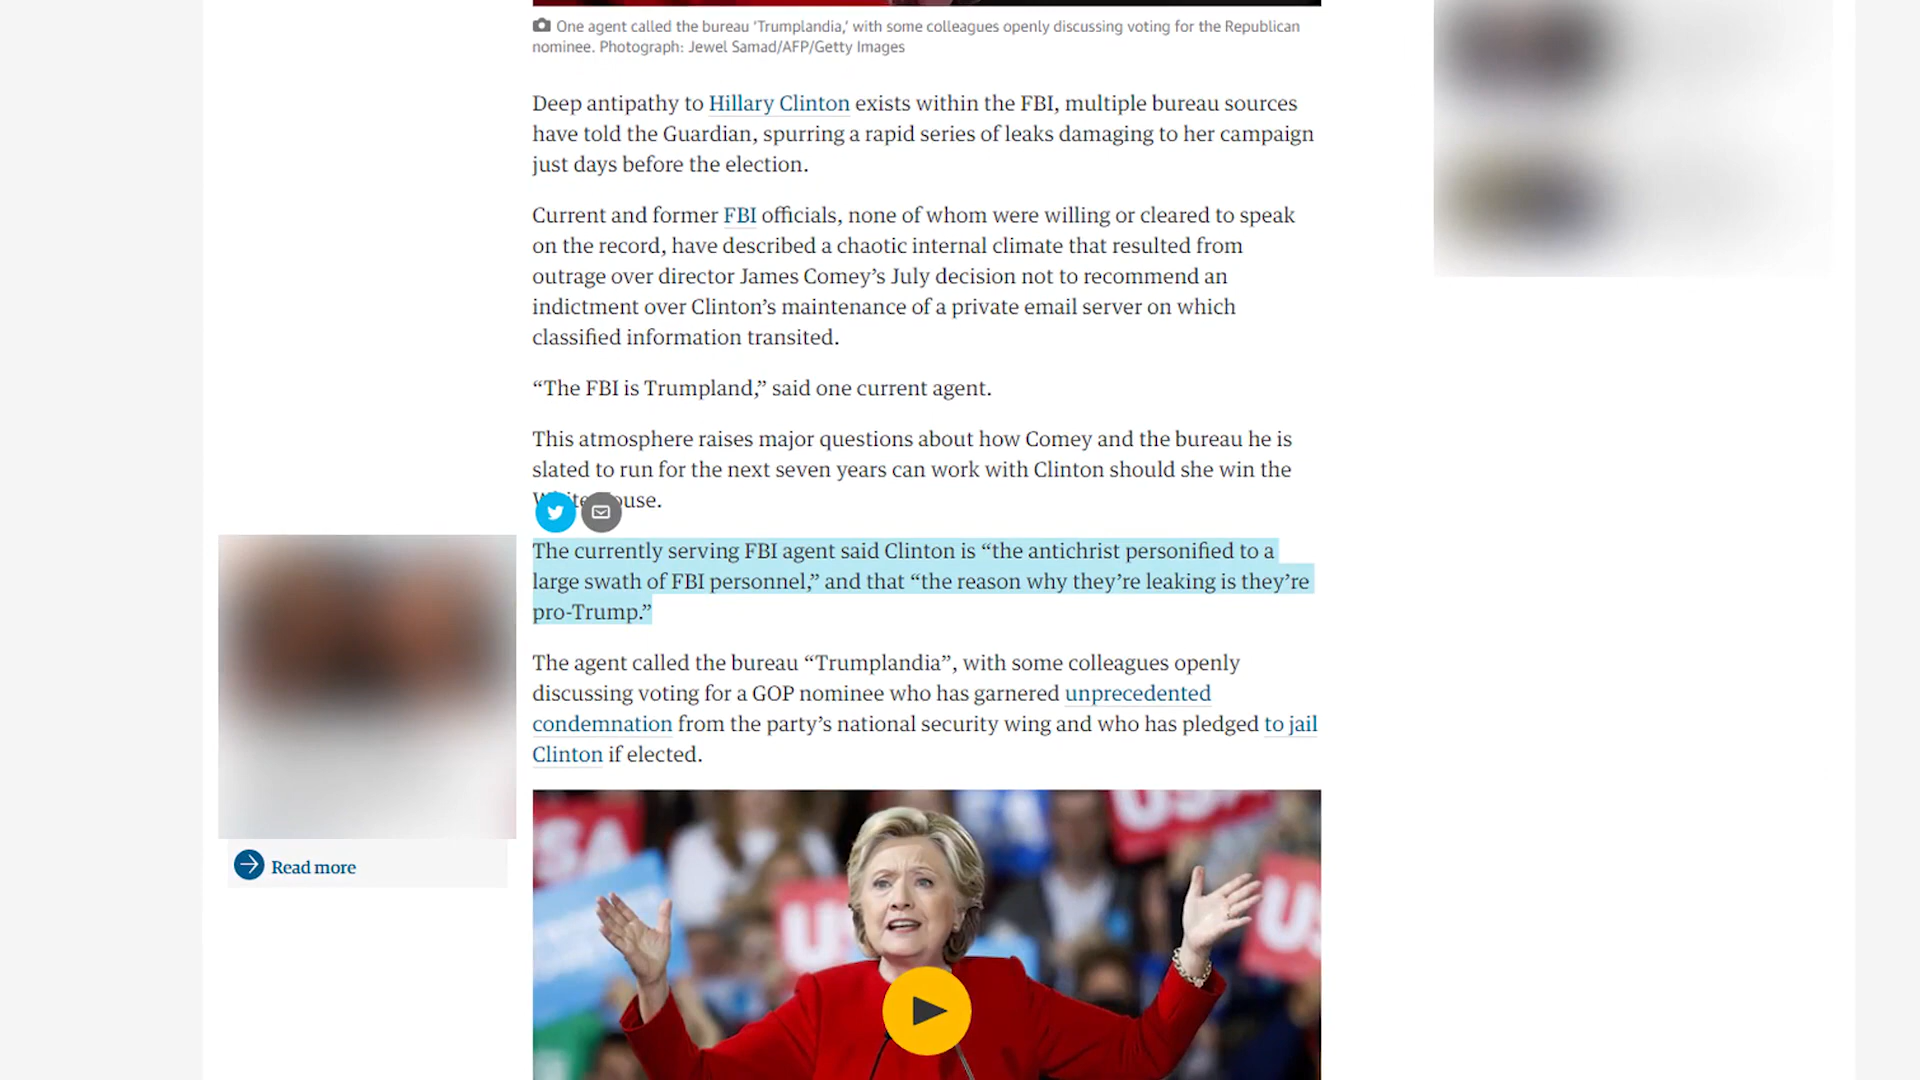 One agent called the bureau ‘Trumplandia,’ with some colleagues openly discussing voting for the Republican
nominee. Photograph: Jewel Samad/AFP/Getty Images
Deep antipathy to Hillary Clinton exists within the FBI, multiple bureau sources
have told the Guardian, spurring a rapid series of leaks damaging to her campaign
just days before the election.
Current and former FBI officials, none of whom were willing or cleared to speak
on the record, have described a chaotic internal climate that resulted from
outrage over director James Comey’s July decision not to recommend an
indictment over Clinton’s maintenance of a private email server on which
classified information transited.
“The FBI is Trumpland,” said one current agent.
This atmosphere raises major questions about how Comey and the bureau he is
slated to run for the next seven years can work with Clinton should she win the
The currently serving FBI agent said Clinton is “the antichrist personified to a
large swath of FBI personnel,” and that “the reason why they’re leaking is they’re
pro-Trump.”
The agent called the bureau “Trumplandia”, with some colleagues openly
discussing voting for a GOP nominee who has garnered unprecedented
condemnation from the party’s national security wing and who has pledged to jail
Clinton if elected.
Read more
USA